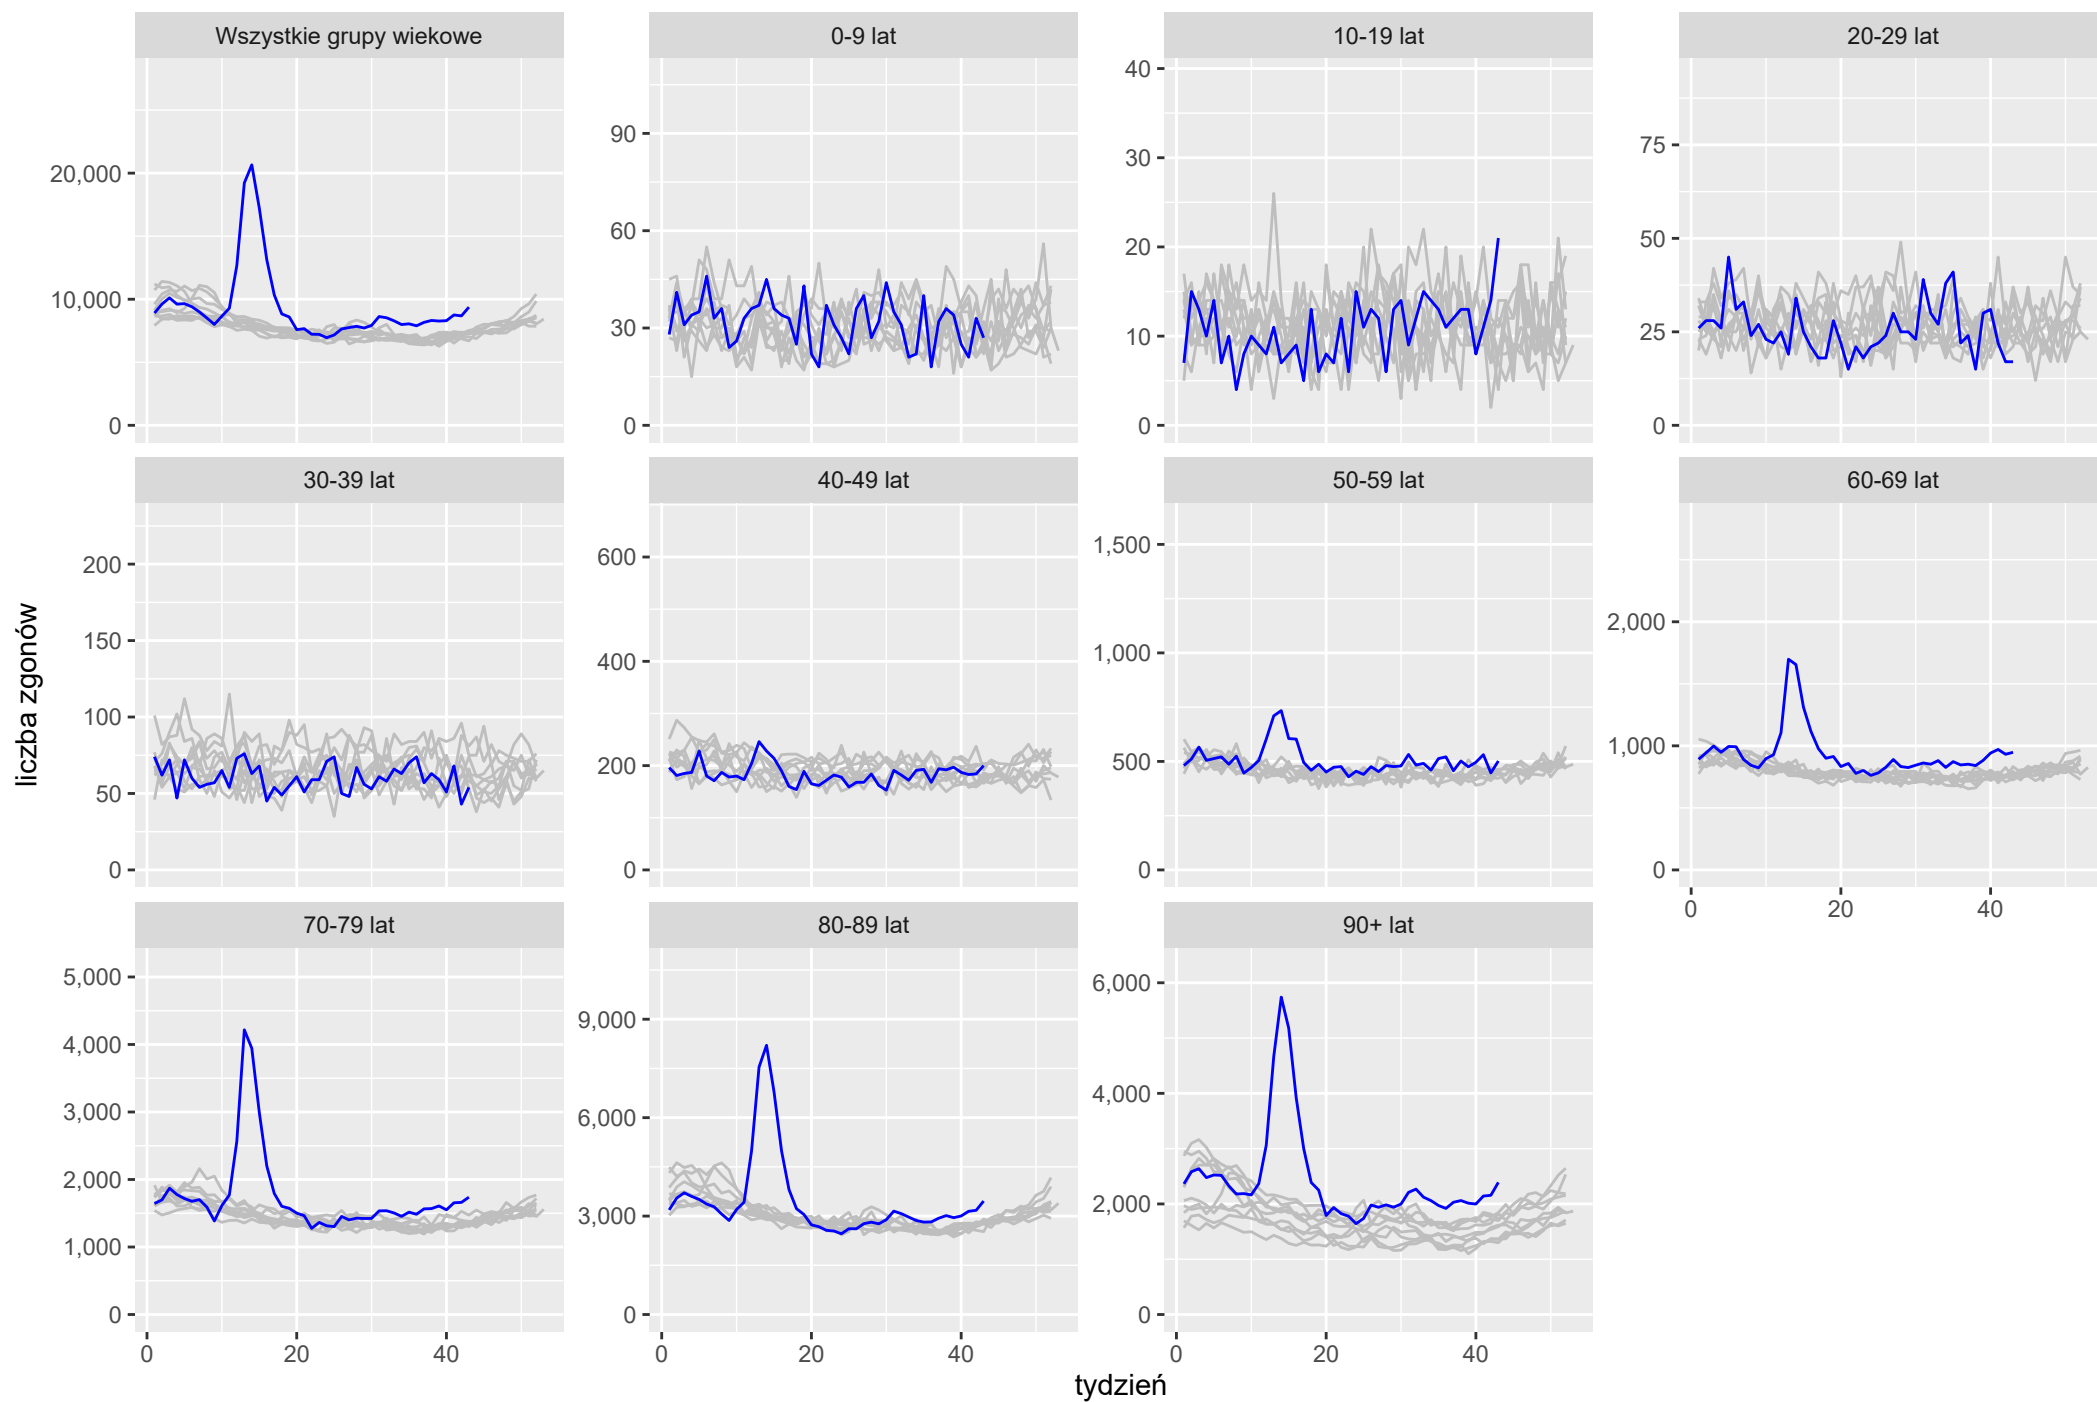 Wszystkie grupy wiekowe
0-9 lat
10-19 lat
20-29 lat
20,000
10,000
0
90
60
30
0
40
30
20
10
0
75
50
25
0
30-39 lat
40-49 lat
50-59 lat
60-69 lat
200
150
100
50
0
600
400
200
0
1,500
1,000
500
0
2,000
1,000
0
0 20 40
liczba zgonów
70-79 lat
80-89 lat
90+ lat
5,000
4,000
3,000
2,000
1,000
0
9,000
6,000
3,000
0
6,000
4,000
2,000
0
0 20 40
0 20 40
0 20 40
tydzień